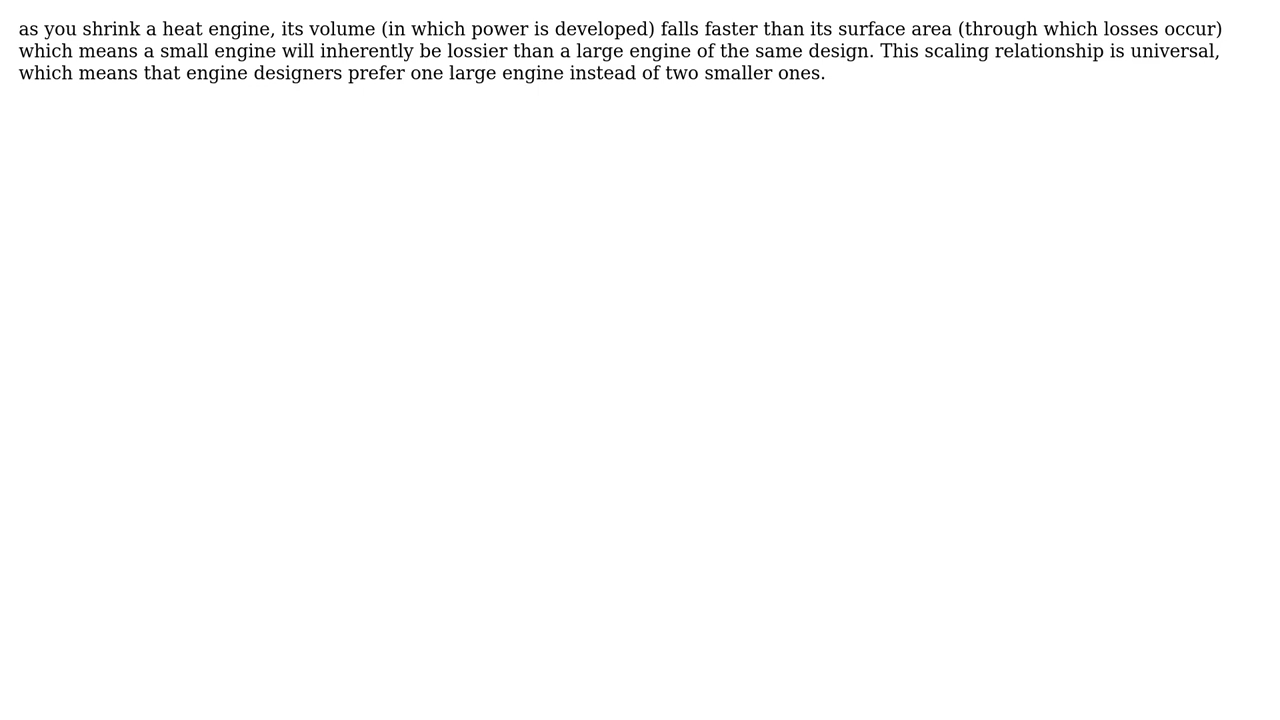 as you shrink a heat engine, its volume (in which power is developed) falls faster than its surface area (through which losses occur)
which means a small engine will inherently be lossier than a large engine of the same design. This scaling relationship is universal,
which means that engine designers prefer one large engine instead of two smaller ones.